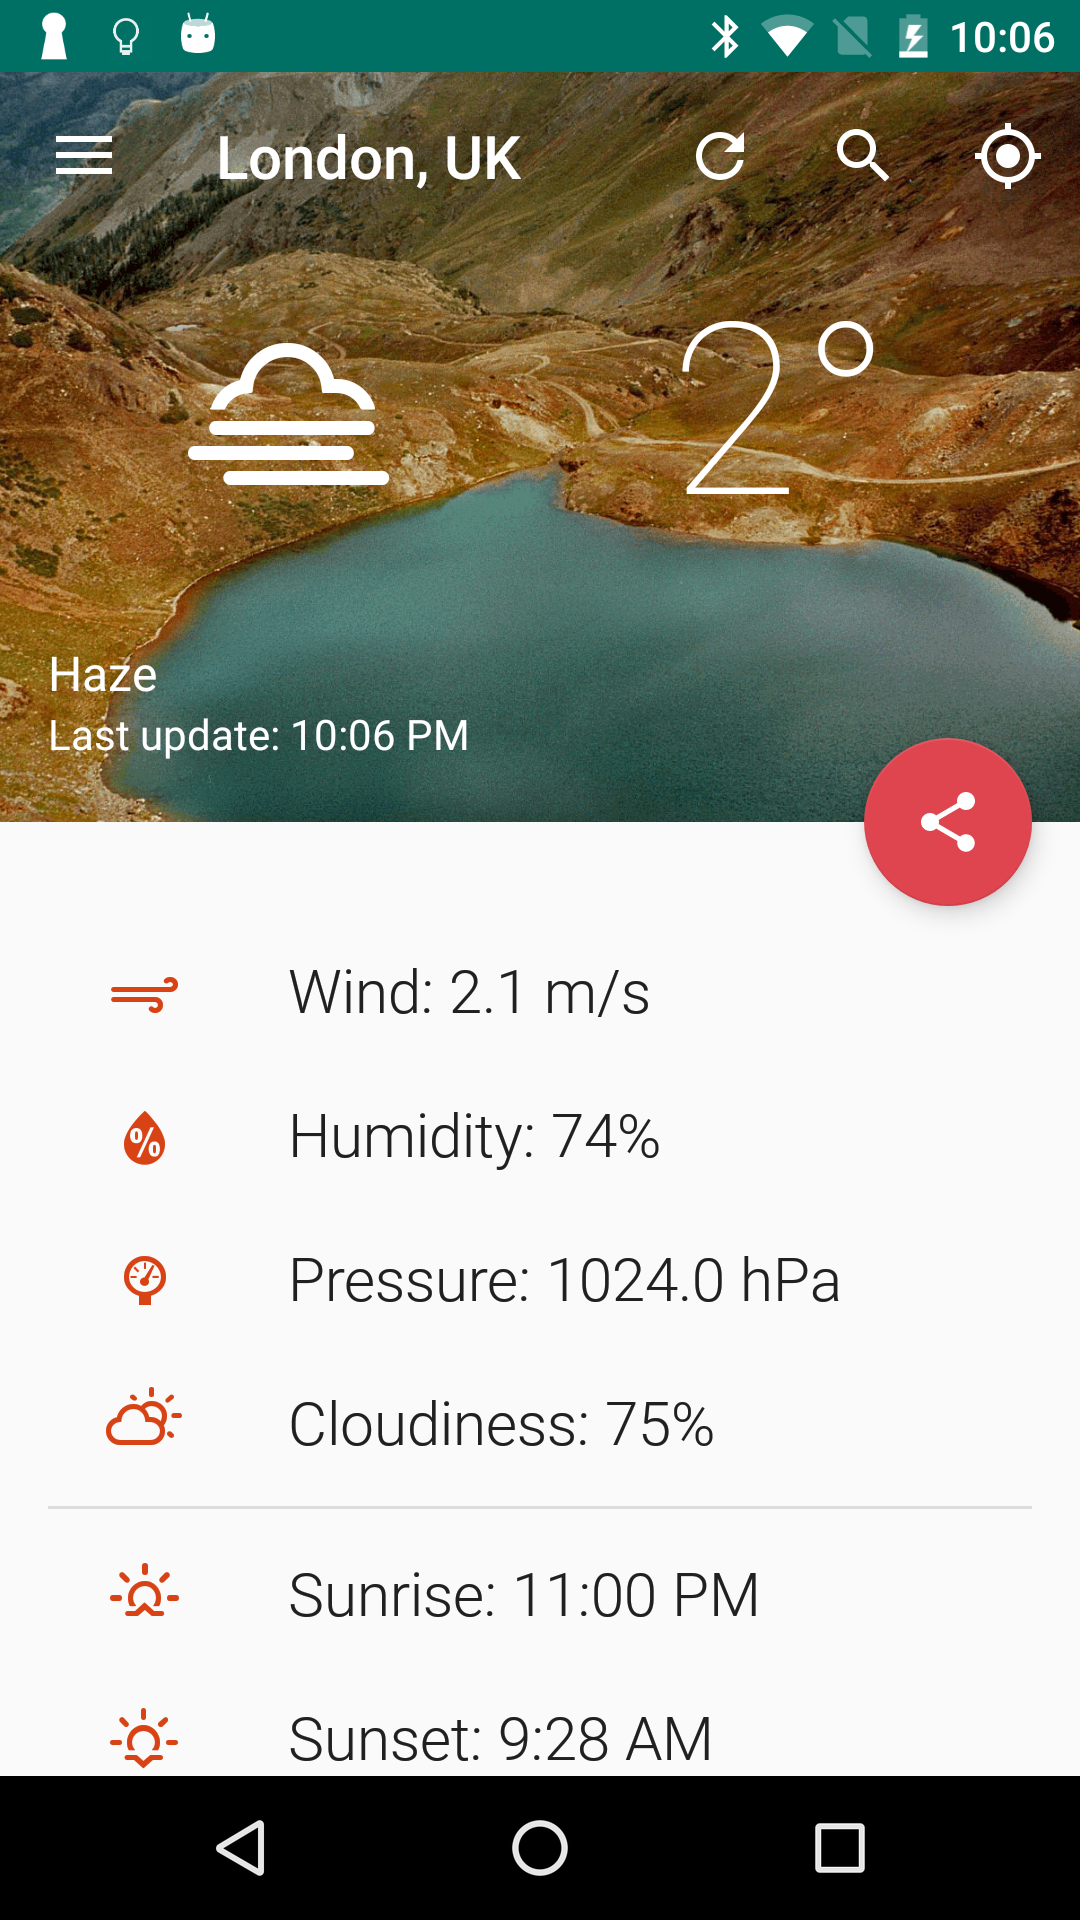 10:06
London, UK
2°
Haze
Last update: 10:06 PM
Wind: 2.1 m/s
%
Humidity: 74%
Pressure: 1024.0 hPa
Cloudiness: 75%
Sunrise: 11:00 PM
Sunset: 9:28 AM